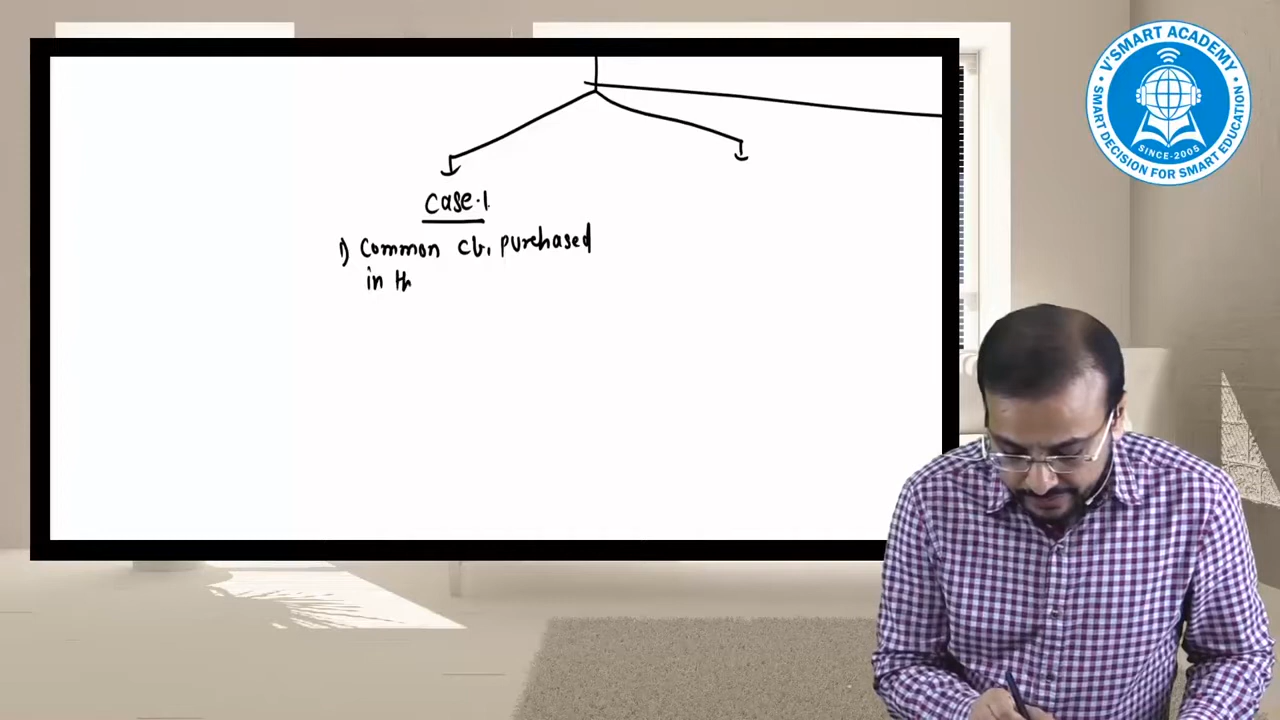 V'SMART ACADEMY
SMART DECISION FOR SMART EDUCATION
SINCE-2005
Case.1
1) Common CG. purchased
in th